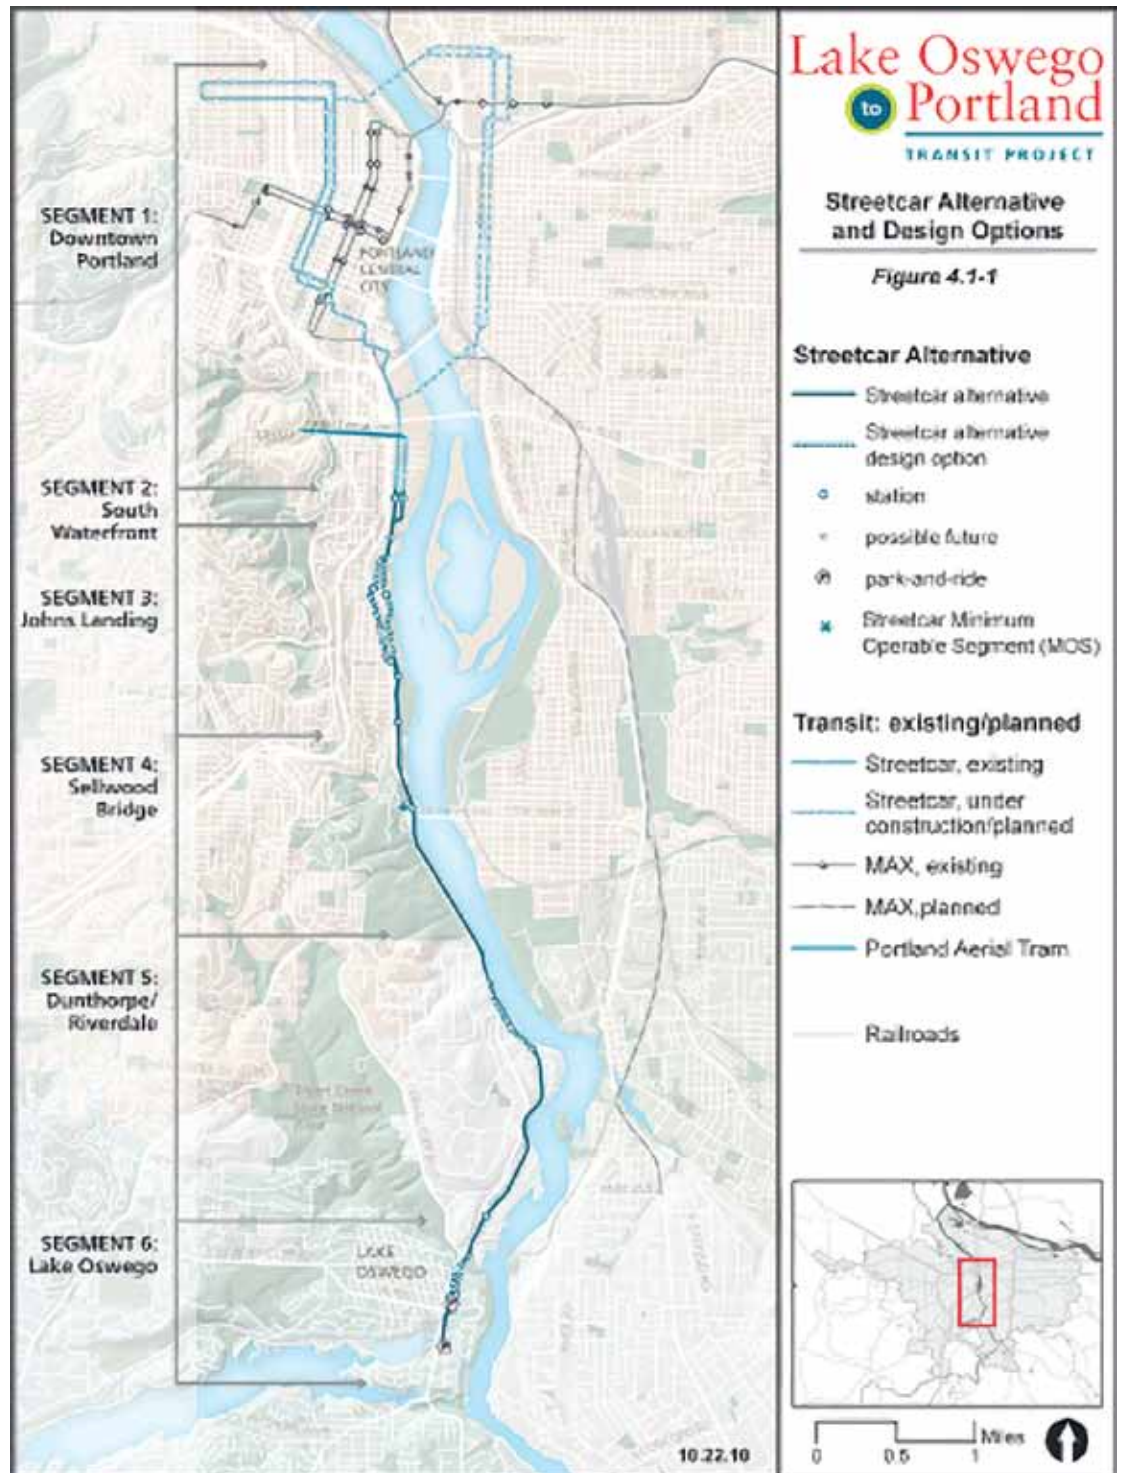 SEGMENT 1:
Downtown
Portland
SEGMENT 2:
South
Waterfront
SEGMENT 3:
Johns Landing
SEGMENT 4:
Sellwood
Bridge
SEGMENT 5:
Dunthorpe/
Riverdale
SEGMENT 6:
Lake Oswego
PORTLAND
CENTRAL
CITY
LAKE
OSWEGO
10.22.10
Lake Oswego
to Portland
TRANSIT PROJECT
Streetcar Alternative
and Design Options
Figure 4.1-1
Streetcar Alternative
Streetcar alternative
Streetcar alternative
design option
station
possible future
park-and-ride
Streetcar Minimum
Operable Segment (MOS)
Transit: existing/planned
Streetcar, existing
Streetcar, under
construction/planned
MAX, existing
MAX,planned
Portland Aerial Tram
Railroads
Miles
0 0.5 1